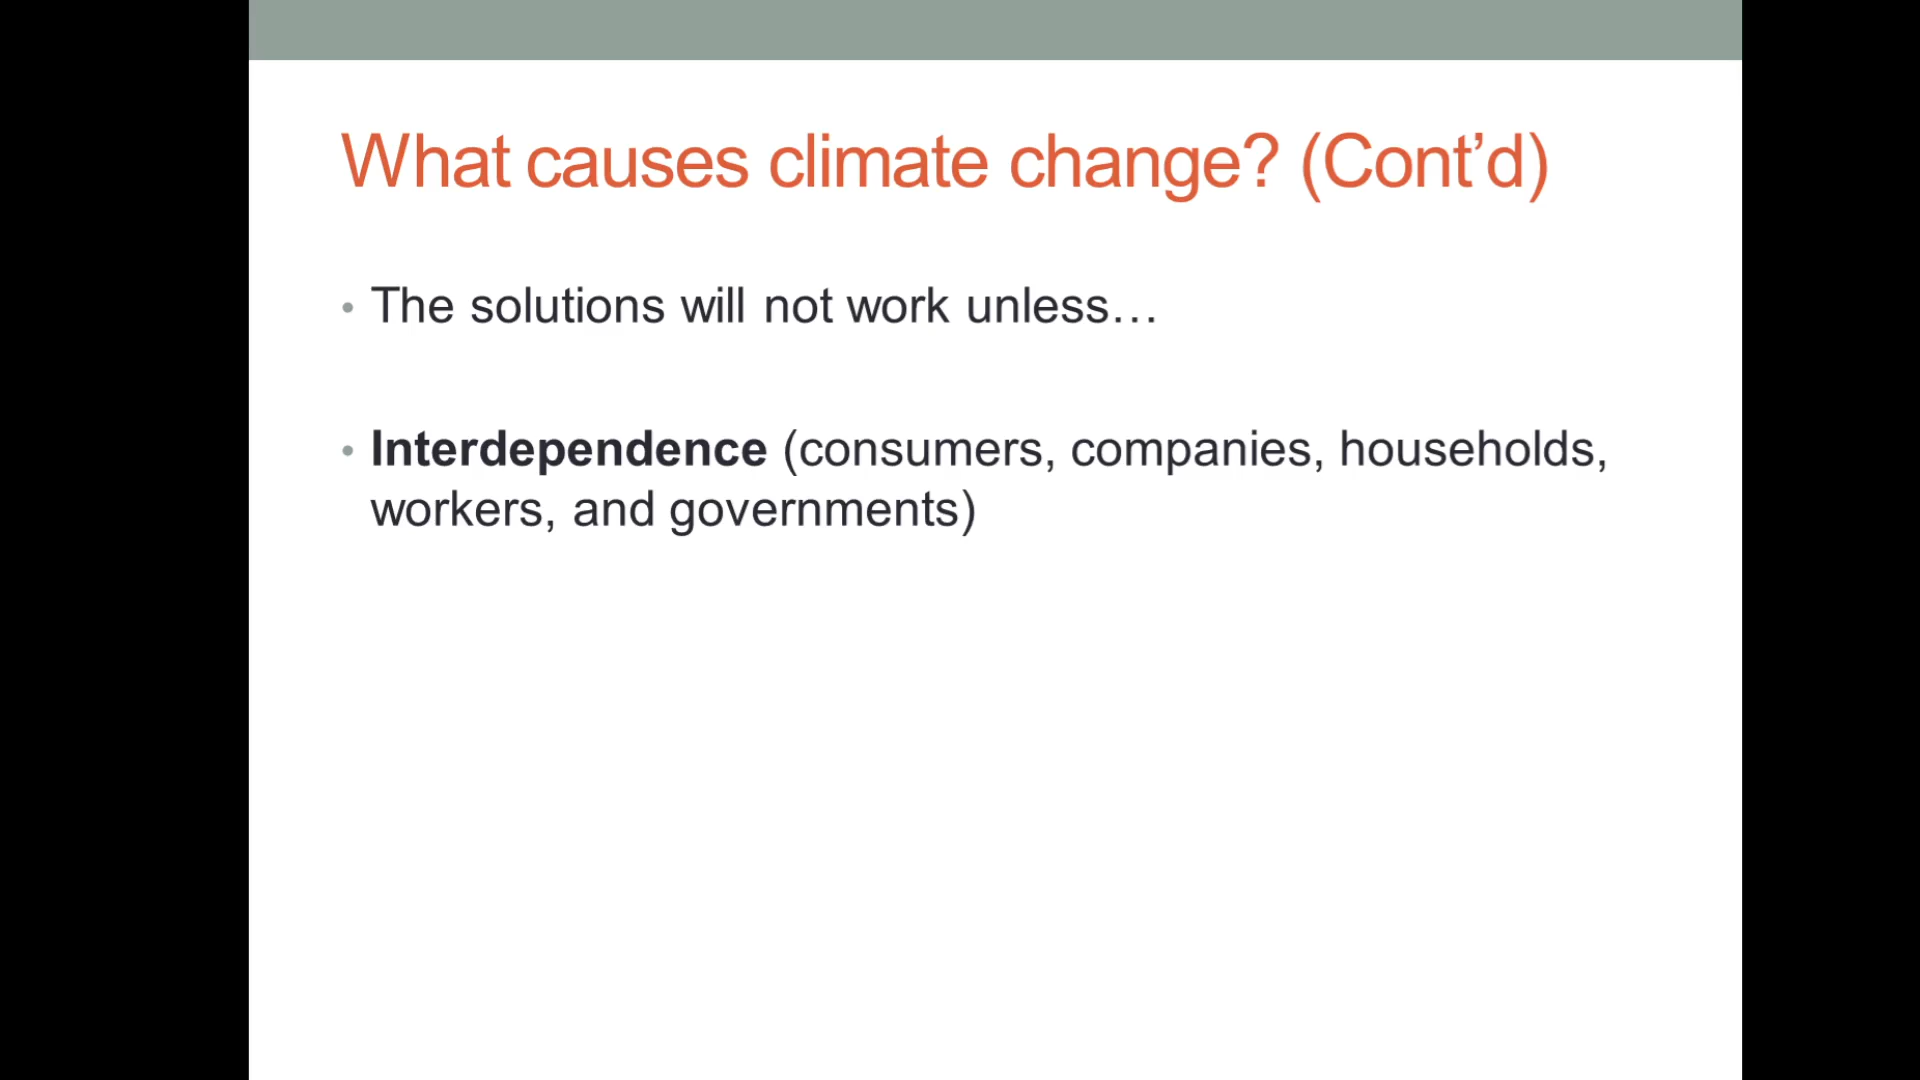 What causes climate change? (Cont’d)
• The solutions will not work unless…
• Interdependence (consumers, companies, households,
workers, and governments)